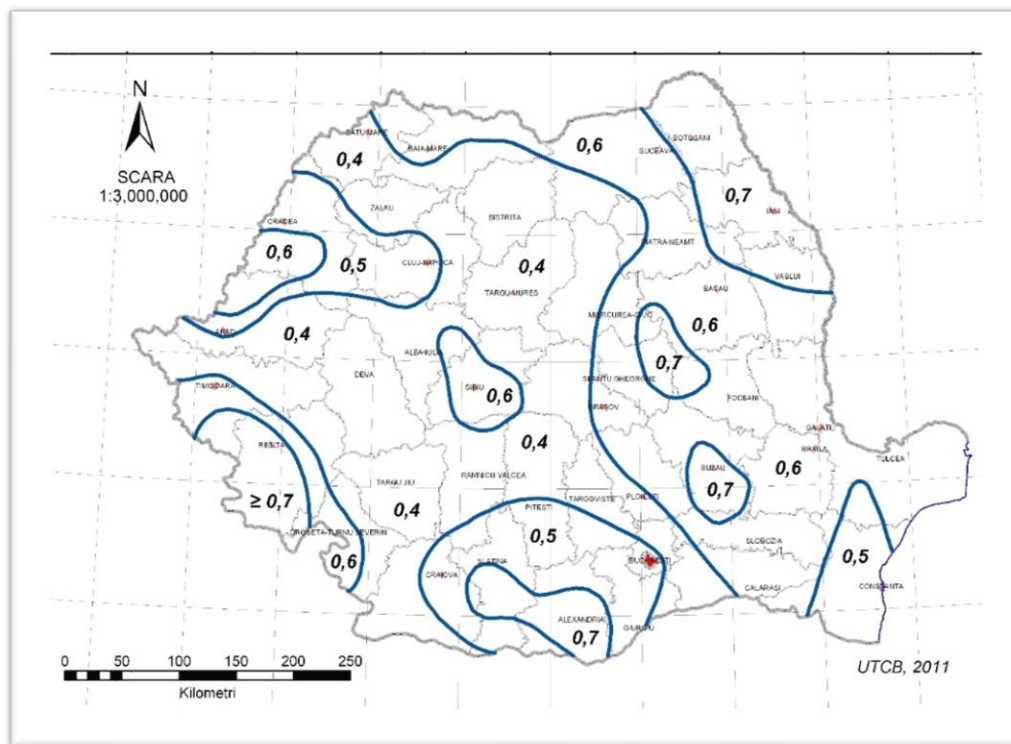 N
SCARA
1:3,000,000
0,6
SATU-MARE
BAIA-MARE
BOTOSANI
SUCEAVA
0,4
ZALAU
BISTRITA
0,7
IASI
ORADEA
0,6
0,5
CLUJ-NAPOCA
0,4
PIATRA-NEAMT
VASLUI
TARGU-MURES
BACAU
MIERCUREA-CIUC
0,6
ARAD
0,4
ALBA-IULIA
0,7
DEVA
SFANTU GHEORGHE
TIMISOARA
SIBIU
0,6
BRASOV
FOCSANI
RESITA
0,4
GALATI
BRAILA
TULCEA
RAMNICU VALCEA
BUZAU
0,6
TARGU JIU
0,7
≥ 0,7
0,4
PITESTI
TARGOVISTE
PLOIESTI
DROBETA-TURNU SEVERIN
0,5
SLOBOZIA
0,6
CRAIOVA
SLATINA
BUCURESTI
0,5
CALARASI
CONSTANTA
ALEXANDRIA
0,7
GIURGIU
0 50 100 150 200 250
Kilometri
UTCB, 2011